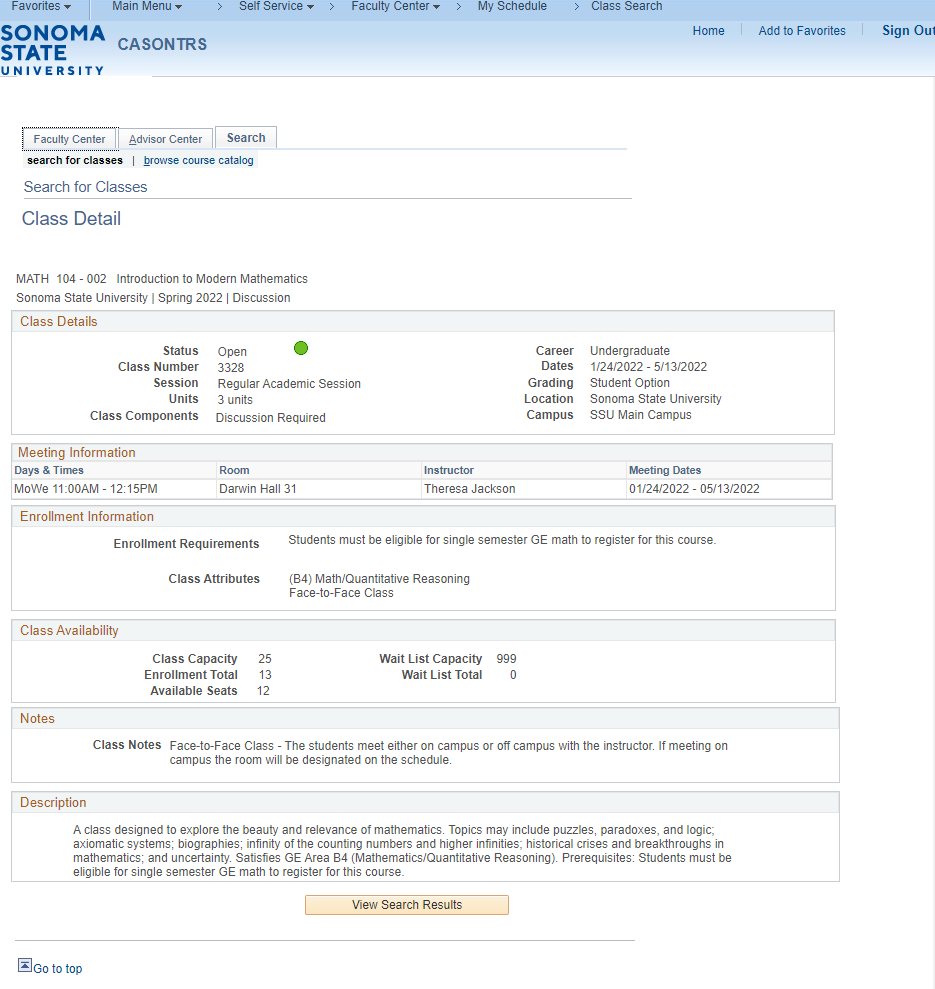 Favorites Main Menu > Self Service > Faculty Center > My Schedule > Class Search
SONOMA
STATE
UNIVERSITY
CASONTRS
Home Add to Favorites Sign Out
Faculty Center Advisor Center Search
search for classes | browse course catalog
Search for Classes
Class Detail
MATH 104 - 002 Introduction to Modern Mathematics
Sonoma State University | Spring 2022 | Discussion
Class Details
Status Open Career Undergraduate
Class Number 3328 Dates 1/24/2022 - 5/13/2022
Session Regular Academic Session Grading Student Option
Units 3 units Location Sonoma State University
Class Components Discussion Required Campus SSU Main Campus
Meeting Information
Days & Times Room Instructor Meeting Dates
MoWe 11:00AM - 12:15PM Darwin Hall 31 Theresa Jackson 01/24/2022 - 05/13/2022
Enrollment Information
Enrollment Requirements Students must be eligible for single semester GE math to register for this course.
Class Attributes (B4) Math/Quantitative Reasoning
Face-to-Face Class
Class Availability
Class Capacity 25 Wait List Capacity 999
Enrollment Total 13 Wait List Total 0
Available Seats 12
Notes
Class Notes Face-to-Face Class - The students meet either on campus or off campus with the instructor. If meeting on
campus the room will be designated on the schedule.
Description
A class designed to explore the beauty and relevance of mathematics. Topics may include puzzles, paradoxes, and logic;
axiomatic systems; biographies; infinity of the counting numbers and higher infinities; historical crises and breakthroughs in
mathematics; and uncertainty. Satisfies GE Area B4 (Mathematics/Quantitative Reasoning). Prerequisites: Students must be
eligible for single semester GE math to register for this course.
View Search Results
Go to top